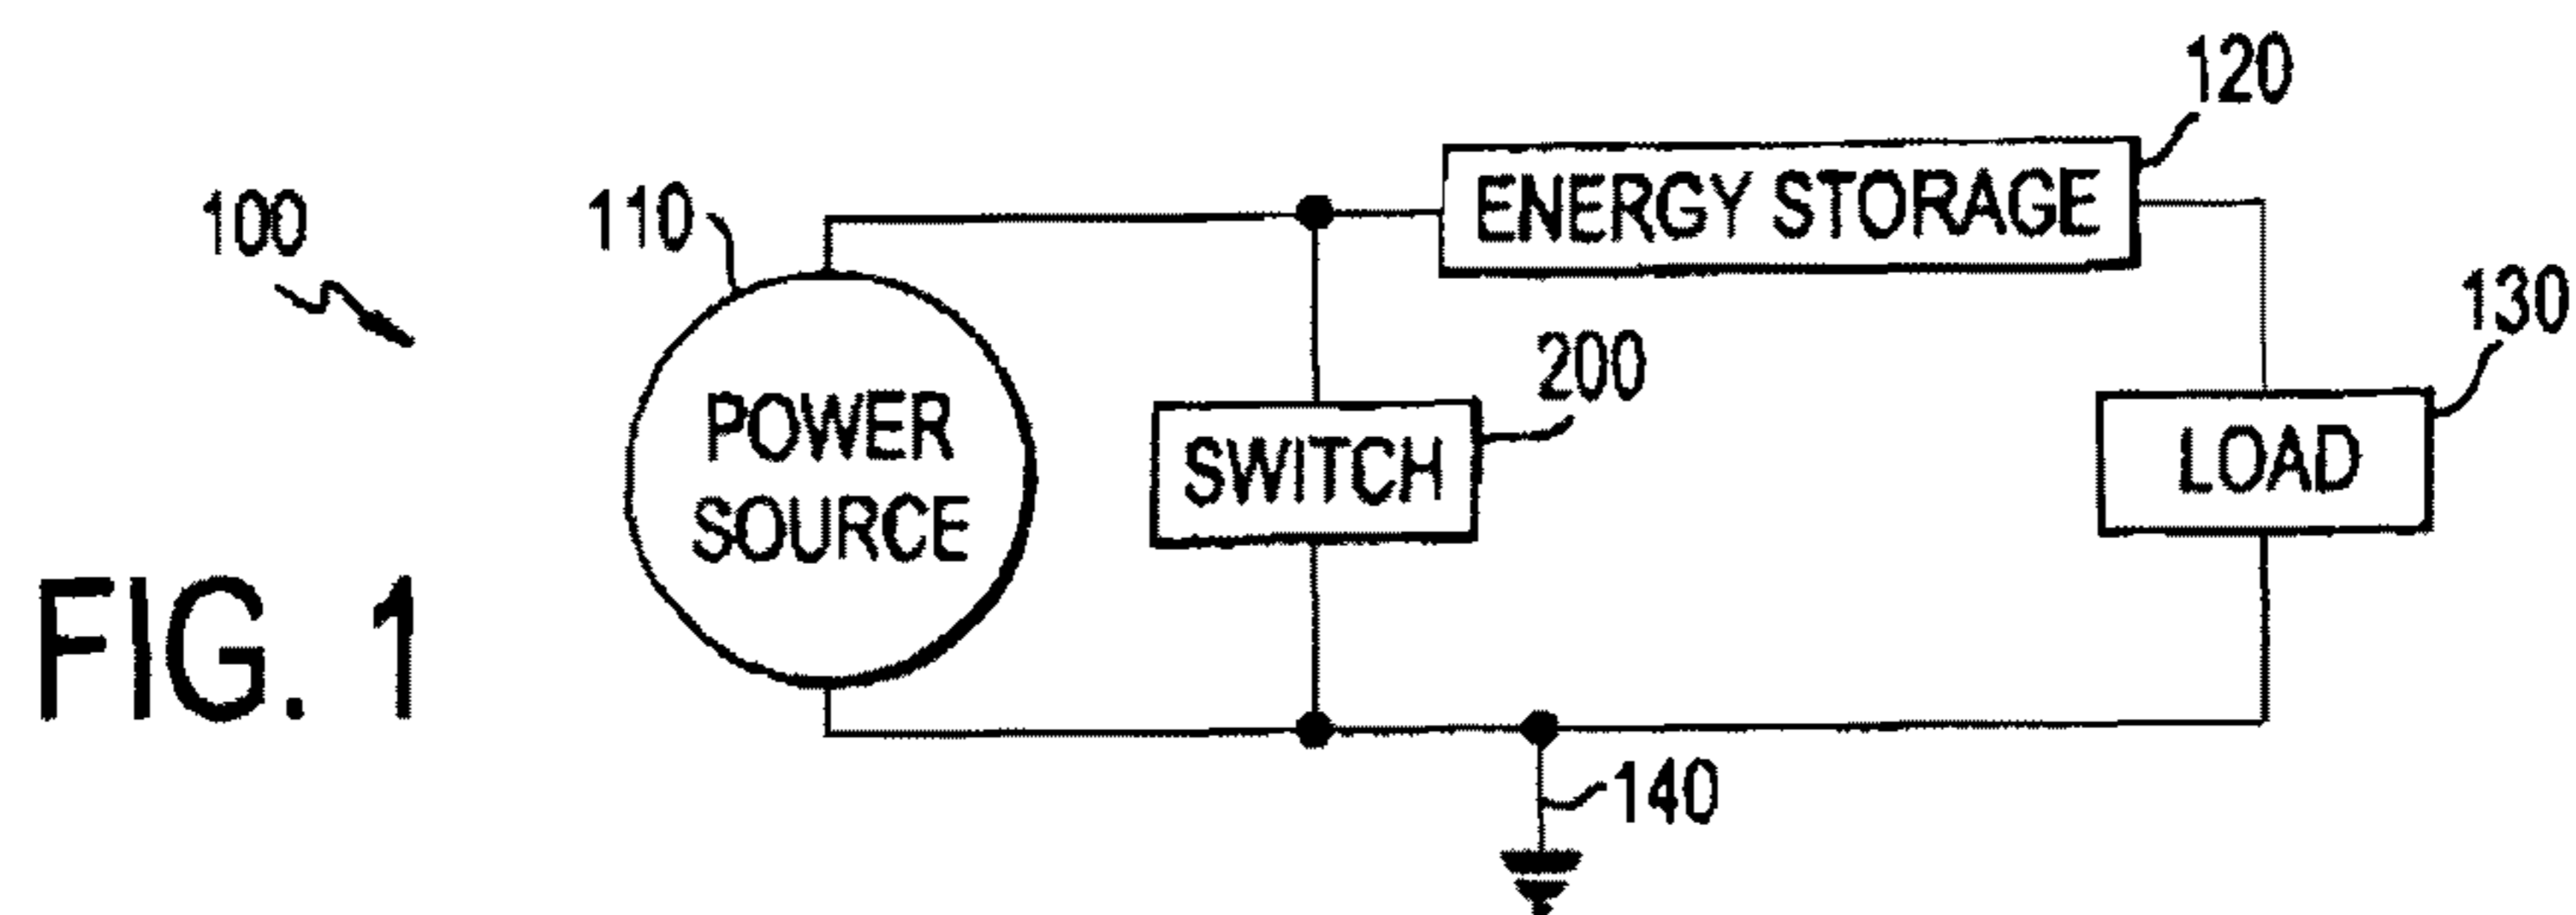 120
100
110
ENERGY STORAGE
130
200
POWER
SOURCE
SWITCH
LOAD
FIG. 1
140